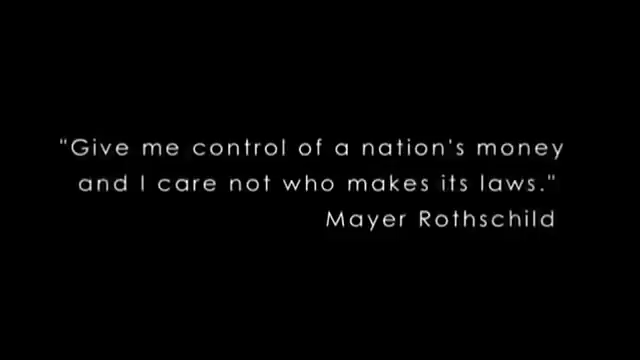 "Give me control of a nation's money
and I care not who makes its laws."
Mayer Rothschild